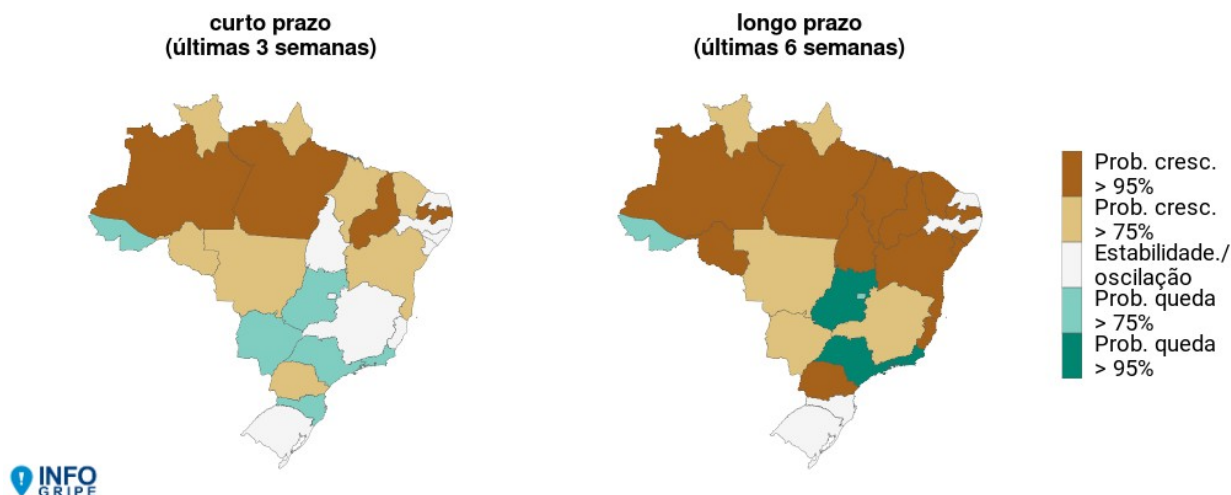 curto prazo
(últimas 3 semanas)
longo prazo
(últimas 6 semanas)
Prob. cresc.
> 95%
Prob. cresc.
> 75%
Estabilidade./
oscilação
Prob. queda
> 75%
Prob. queda
> 95%
INFO
GRIPE